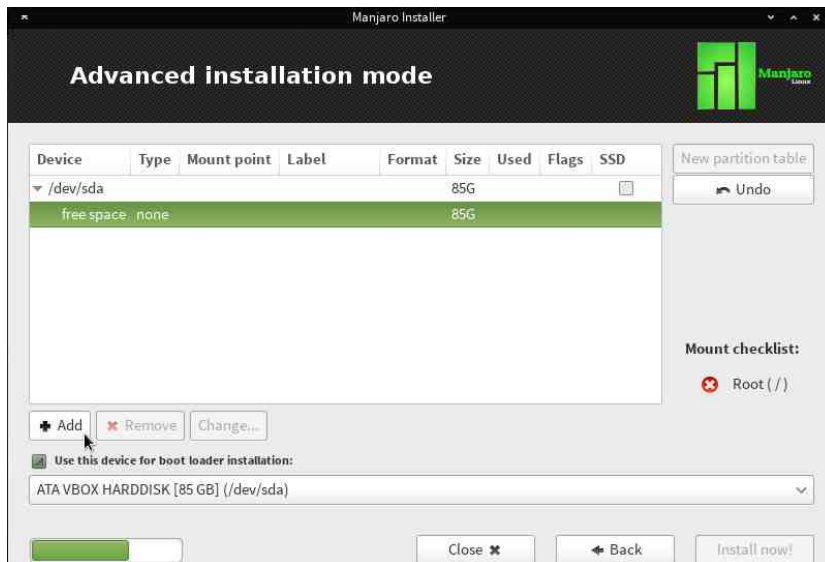 Manjaro Installer
Advanced installation mode
Manjaro
Linux
Device Type Mount point Label Format Size Used Flags SSD
New partition table
/dev/sda 85G
Undo
free space none 85G
Mount checklist:
Root ( / )
Add Remove Change...
Use this device for boot loader installation:
ATA VBOX HARDDISK [85 GB] (/dev/sda)
Close Back Install now!